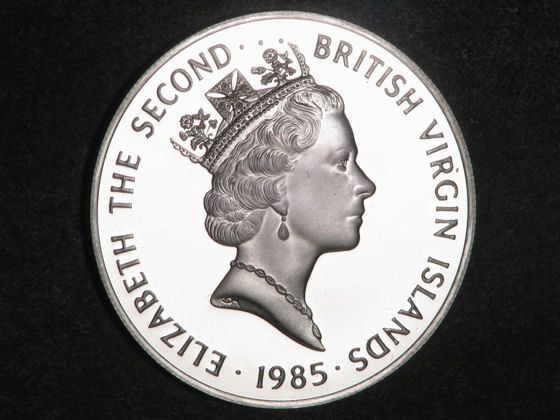 ELIZABETH THE SECOND · · · BRITISH VIRGIN ISLANDS
· 1985 ·